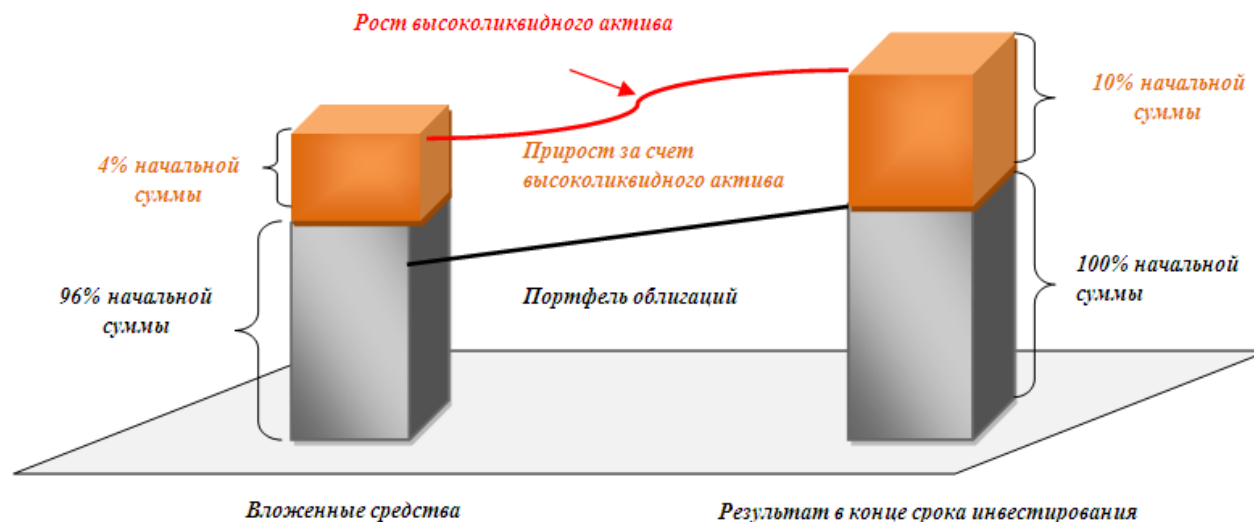 Рост высоколиквидного актива
10% начальной
суммы
4% начальной
суммы
Прирост за счет
высоколиквидного актива
96% начальной
суммы
Портфель облигаций
100% начальной
суммы
Вложенные средства
Результат в конце срока инвестирования